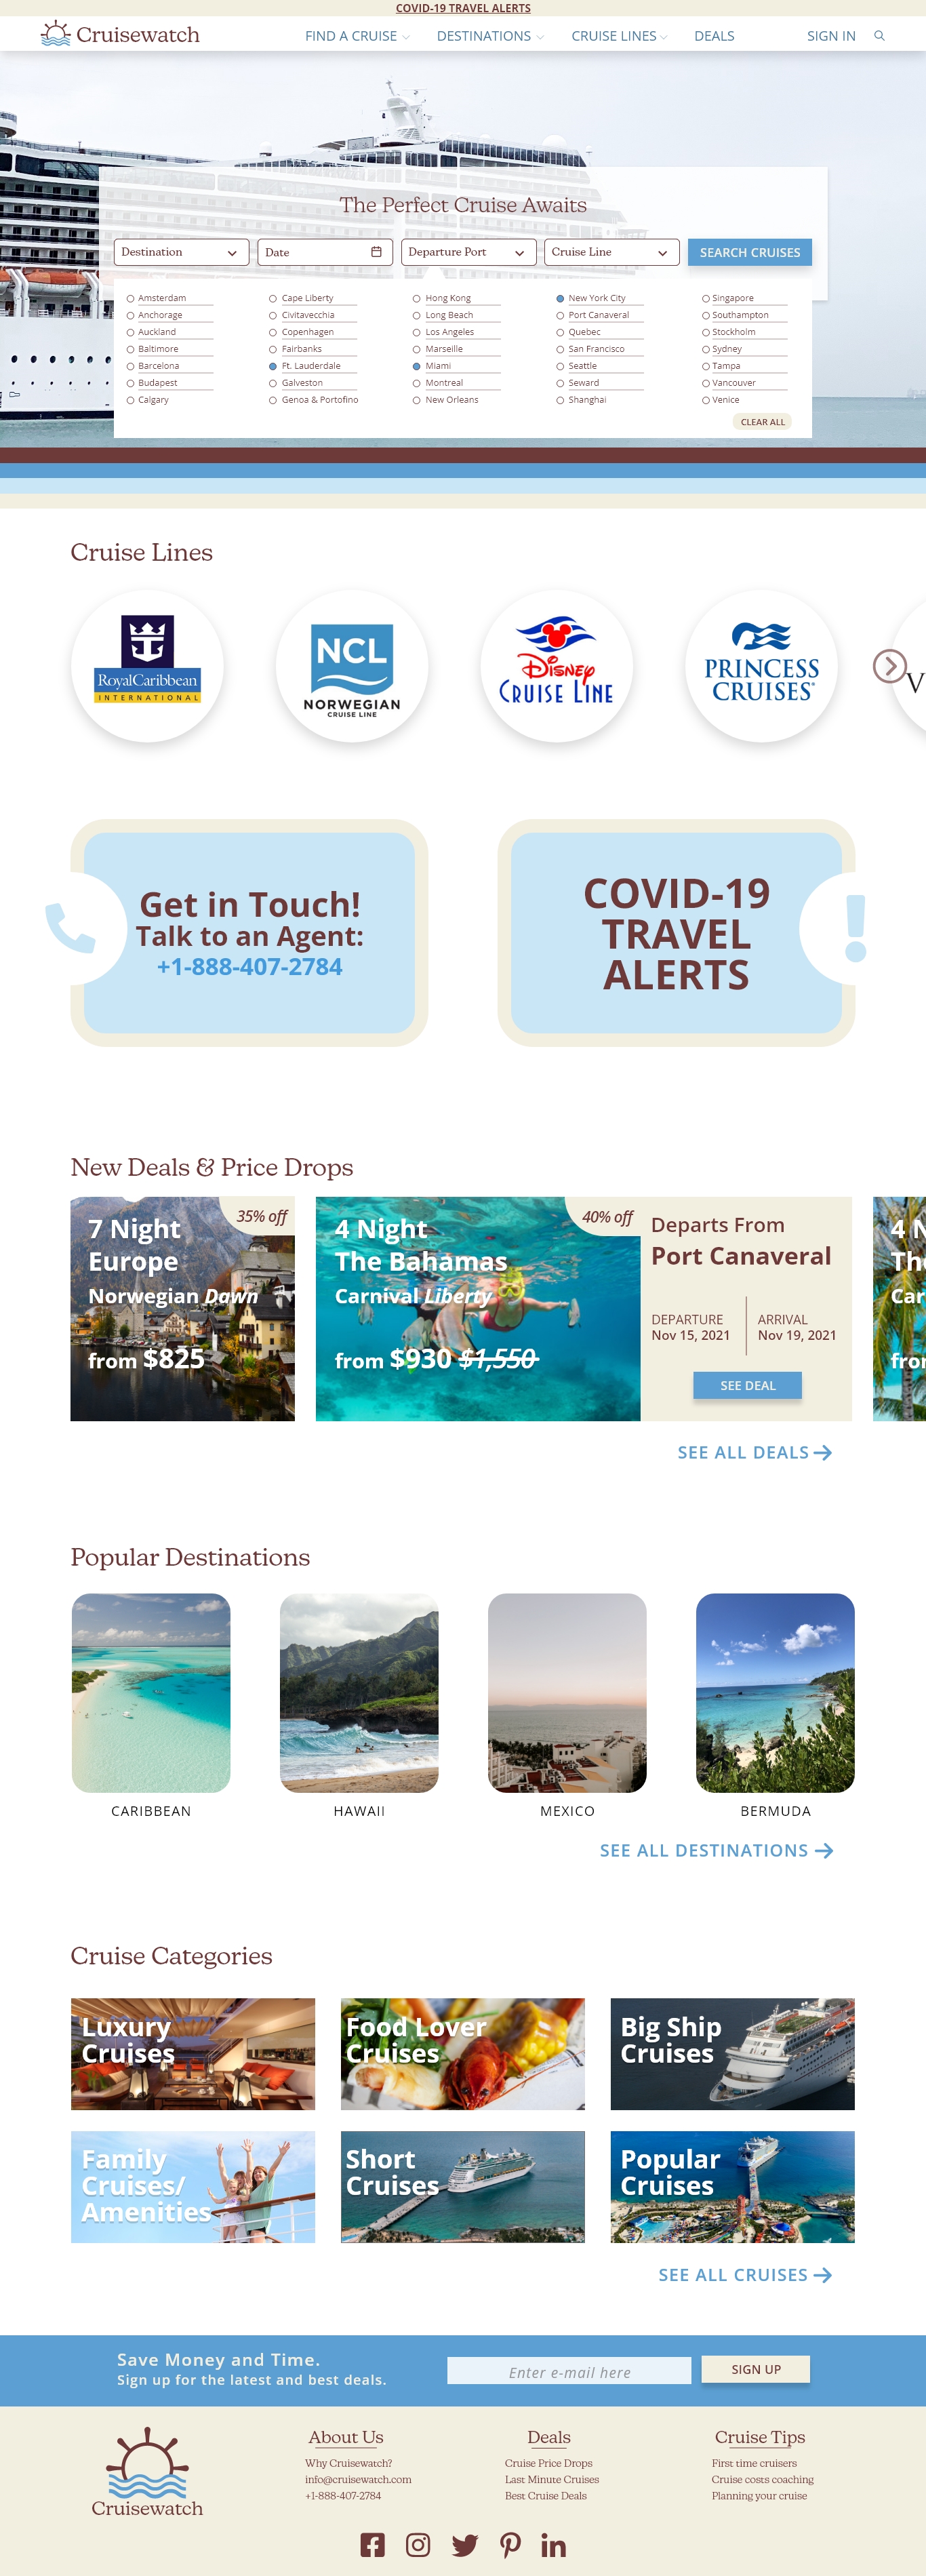 COVID-19 TRAVEL ALERTS
Cruisewatch
FIND A CRUISE
DESTINATIONS
CRUISE LINES
DEALS
SIGN IN
The Perfect Cruise Awaits
Destination
Date
Departure Port
Cruise Line
SEARCH CRUISES
Amsterdam
Anchorage
Auckland
Baltimore
Barcelona
Budapest
Calgary
Cape Liberty
Civitavecchia
Copenhagen
Fairbanks
Ft. Lauderdale
Galveston
Genoa & Portofino
Hong Kong
Long Beach
Los Angeles
Marseille
Miami
Montreal
New Orleans
New York City
Port Canaveral
Quebec
San Francisco
Seattle
Seward
Shanghai
Singapore
Southampton
Stockholm
Sydney
Tampa
Vancouver
Venice
CLEAR ALL
Cruise Lines
RoyalCaribbean
INTERNATIONAL
NCL
NORWEGIAN
CRUISE LINE
Disney
CRUISE LINE
PRINCESS
CRUISES®
V
Get in Touch!
Talk to an Agent:
+1-888-407-2784
COVID-19
TRAVEL
ALERTS
New Deals & Price Drops
35% off
7 Night
Europe
Norwegian Dawn
from $825
40% off
4 Night
The Bahamas
Carnival Liberty
from $930 $1,550
Departs From
Port Canaveral
DEPARTURE
Nov 15, 2021
ARRIVAL
Nov 19, 2021
SEE DEAL
4 N
The
Car
fror
SEE ALL DEALS
Popular Destinations
CARIBBEAN
HAWAII
MEXICO
BERMUDA
SEE ALL DESTINATIONS
Cruise Categories
Luxury
Cruises
Food Lover
Cruises
Big Ship
Cruises
Family
Cruises/
Amenities
Short
Cruises
Popular
Cruises
SEE ALL CRUISES
Save Money and Time.
Sign up for the latest and best deals.
Enter e-mail here
SIGN UP
Cruisewatch
About Us
Why Cruisewatch?
info@cruisewatch.com
+1-888-407-2784
Deals
Cruise Price Drops
Last Minute Cruises
Best Cruise Deals
Cruise Tips
First time cruisers
Cruise costs coaching
Planning your cruise